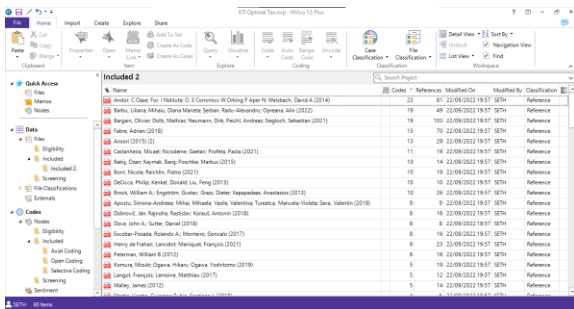 KTI Optimal Tax.nvp - NVivo 12 Plus
File Home Import Create Explore Share
Paste Cut Copy Merge Clipboard
Properties Open Memo Link Add To Set Create As Code Create As Cases Item
Query Visualize Explore
Code Auto Code Range Code Uncode Coding
Case Classification File Classification Classification
Detail View Sort By Undock Navigation View List View Find Workspace
Quick Access
Files
Memos
Nodes
Data
Files
Eligibility
Included
Included 2
Screening
File Classifications
Externals
Codes
Nodes
Eligibility
Included
Axial Coding
Open Coding
Selective Coding
Screening
Sentiment
Included 2 Search Project
Name Codes References Modified On Modified By Classification
Andor, C Oase: For, I Nstitute; O, E Conomics W Orking P Aper N: Weisbach, David A (2014) 23 81 22/09/2022 19:57 SETH Reference
Barbu, Liliana; Mihaiu, Diana Marieta; Șerban, Radu-Alexandru; Opreana, Alin (2022) 19 49 22/09/2022 19:57 SETH Reference
Bargain, Olivier; Dolls, Mathias; Neumann, Dirk; Peichl, Andreas; Siegloch, Sebastian (2021) 18 103 22/09/2022 19:57 SETH Reference
Fabre, Adrien (2018) 15 70 22/09/2022 19:57 SETH Reference
Ansori (2015) (2) 13 29 22/09/2022 19:57 SETH Reference
Castanheira, Micael; Nicodeme, Gaetan; Profeta, Paola (2021) 11 19 22/09/2022 19:57 SETH Reference
Bakış, Ozan; Kaymak, Barış; Poschke, Markus (2015) 10 14 22/09/2022 19:57 SETH Reference
Borri, Nicola; Reichlin, Pietro (2021) 10 19 22/09/2022 19:57 SETH Reference
DeCicca, Philip; Kenkel, Donald; Liu, Feng (2013) 10 10 22/09/2022 19:57 SETH Reference
Brock, William A.; Engström, Gustav; Grass, Dieter; Xepapadeas, Anastasios (2013) 10 26 22/09/2022 19:57 SETH Reference
Apostu, Simona-Andreea; Mihai, Mihaela; Vasile, Valentina; Turestica, Manuela-Violeta; Sava, Valentin (2019) 9 9 22/09/2022 19:57 SETH Reference
Dobrovič, Ján; Rajnoha, Rastislav; Korauš, Antonín (2018) 8 16 22/09/2022 19:57 SETH Reference
Dove, John A.; Sutter, Daniel (2018) 8 8 22/09/2022 19:57 SETH Reference
Escobar-Posada, Rolando A.; Monteiro, Goncalo (2017) 8 16 22/09/2022 19:57 SETH Reference
Henry de Frahan, Lancelot; Maniquet, François (2021) 6 23 22/09/2022 19:57 SETH Reference
Peterman, William B (2012) 6 16 22/09/2022 19:57 SETH Reference
Komura, Mizuki; Ogawa, Hikaru; Ogawa, Yoshitomo (2019) 5 19 22/09/2022 19:57 SETH Reference
Langot, François; Lemoine, Matthieu (2017) 5 12 22/09/2022 19:57 SETH Reference
Malley, James (2012) 5 14 22/09/2022 19:57 SETH Reference
SETH 60 Items